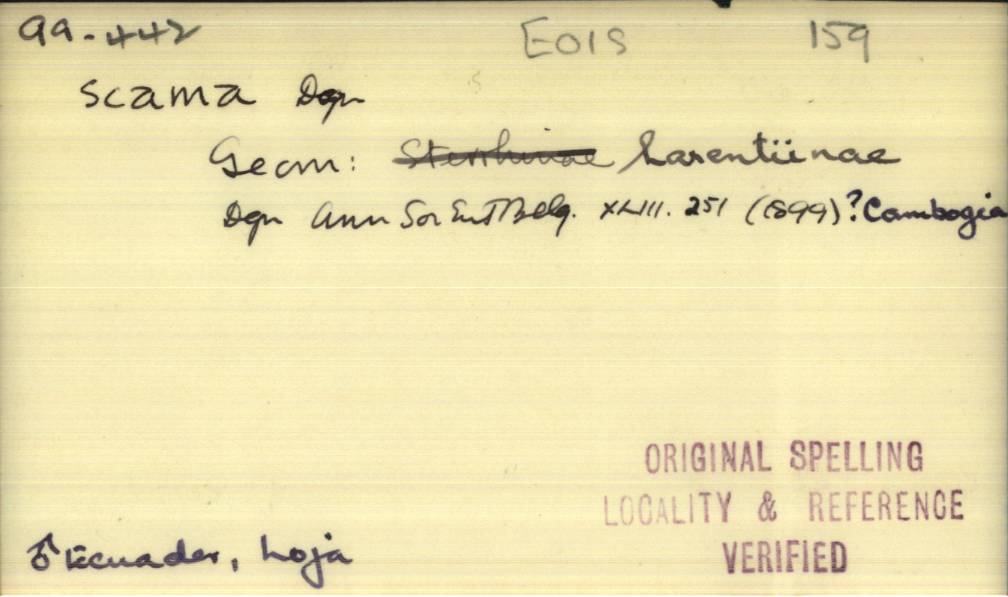 99-442 EOIS 159
scama Dgn
Geom: Sterrhinae Larentiinae
Dgn Ann Soc Ent Belg. XLIII. 251 (1899) ?Cambogia
ORIGINAL SPELLING
LOCALITY & REFERENCE
VERIFIED
♂ Ecuador, Loja